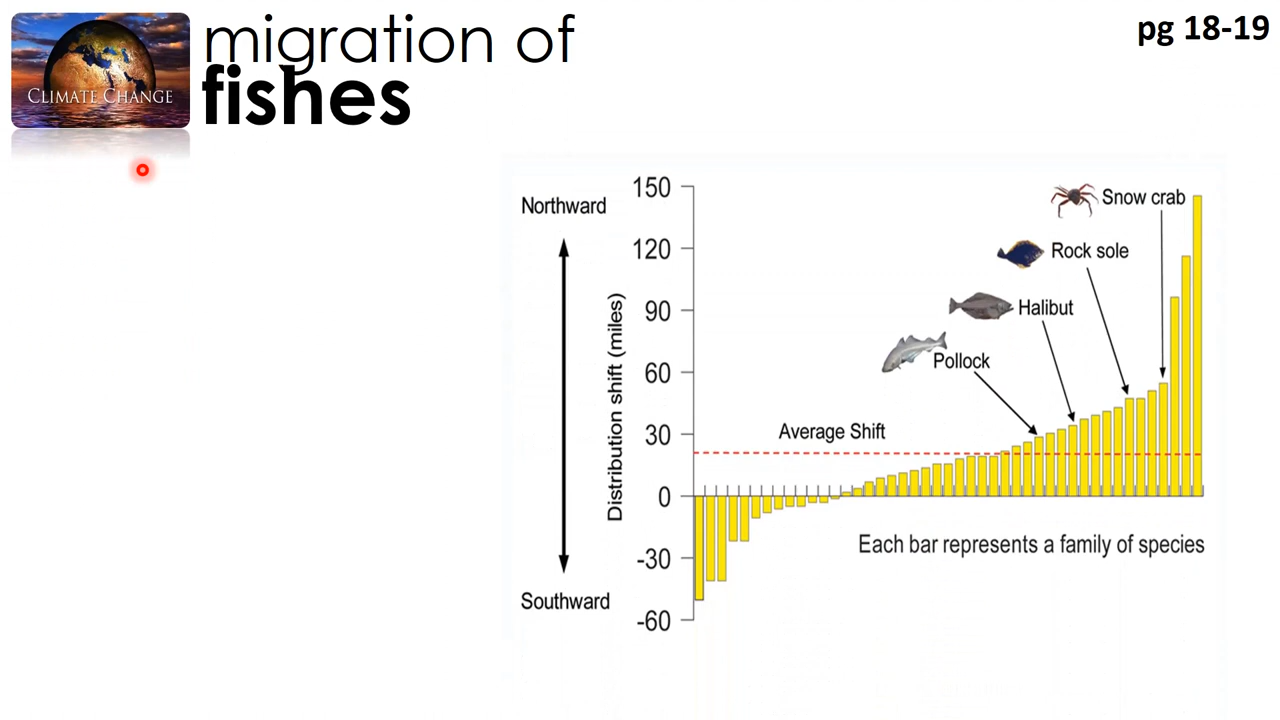 migration of
fishes
CLIMATE CHANGE
pg 18-19
Northward
Southward
Distribution shift (miles)
150
120
90
60
30
0
-30
-60
Snow crab
Rock sole
Halibut
Pollock
Average Shift
Each bar represents a family of species